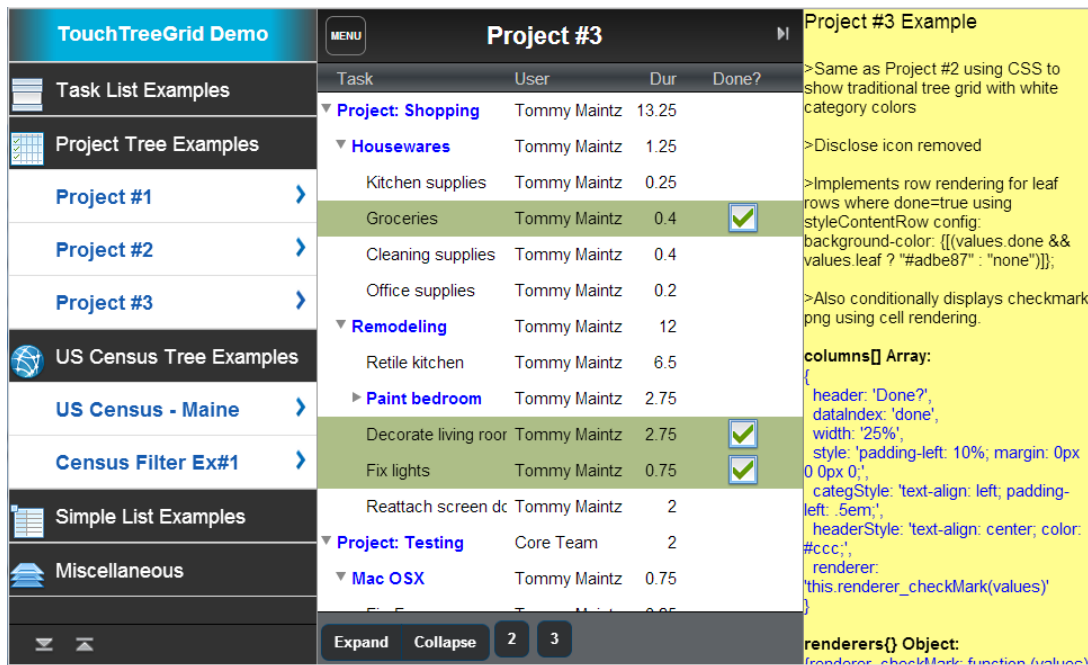 TouchTreeGrid Demo
Task List Examples
Project Tree Examples
Project #1
Project #2
Project #3
US Census Tree Examples
US Census - Maine
Census Filter Ex#1
Simple List Examples
Miscellaneous
MENU
Project #3
Task User Dur Done?
Project: Shopping Tommy Maintz 13.25
Housewares Tommy Maintz 1.25
Kitchen supplies Tommy Maintz 0.25
Groceries Tommy Maintz 0.4
Cleaning supplies Tommy Maintz 0.4
Office supplies Tommy Maintz 0.2
Remodeling Tommy Maintz 12
Retile kitchen Tommy Maintz 6.5
Paint bedroom Tommy Maintz 2.75
Decorate living roor Tommy Maintz 2.75
Fix lights Tommy Maintz 0.75
Reattach screen dc Tommy Maintz 2
Project: Testing Core Team 2
Mac OSX Tommy Maintz 0.75
Expand Collapse 2 3
Project #3 Example
>Same as Project #2 using CSS to
show traditional tree grid with white
category colors
>Disclose icon removed
>Implements row rendering for leaf
rows where done=true using
styleContentRow config:
background-color: {[(values.done &&
values.leaf ? "#adbe87" : "none")]};
>Also conditionally displays checkmark
png using cell rendering.
columns[] Array:
{
header: 'Done?',
dataIndex: 'done',
width: '25%',
style: 'padding-left: 10%; margin: 0px
0 0px 0;',
categStyle: 'text-align: left; padding-
left: .5em;',
headerStyle: 'text-align: center; color:
#ccc;',
renderer:
'this.renderer_checkMark(values)'
}
renderers{} Object:
{renderer_checkMark: function (values)